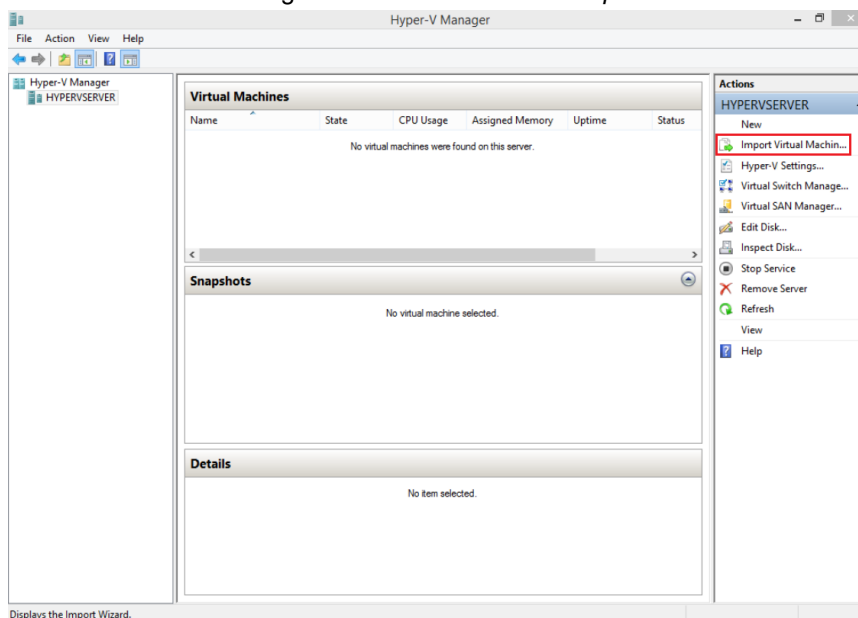 Hyper-V Manager
File Action View Help
Hyper-V Manager
HYPERVSERVER
Virtual Machines
Name State CPU Usage Assigned Memory Uptime Status
No virtual machines were found on this server.
Snapshots
No virtual machine selected.
Details
No item selected.
Actions
HYPERVSERVER
New
Import Virtual Machin...
Hyper-V Settings...
Virtual Switch Manage...
Virtual SAN Manager...
Edit Disk...
Inspect Disk...
Stop Service
Remove Server
Refresh
View
Help
Displays the Import Wizard.